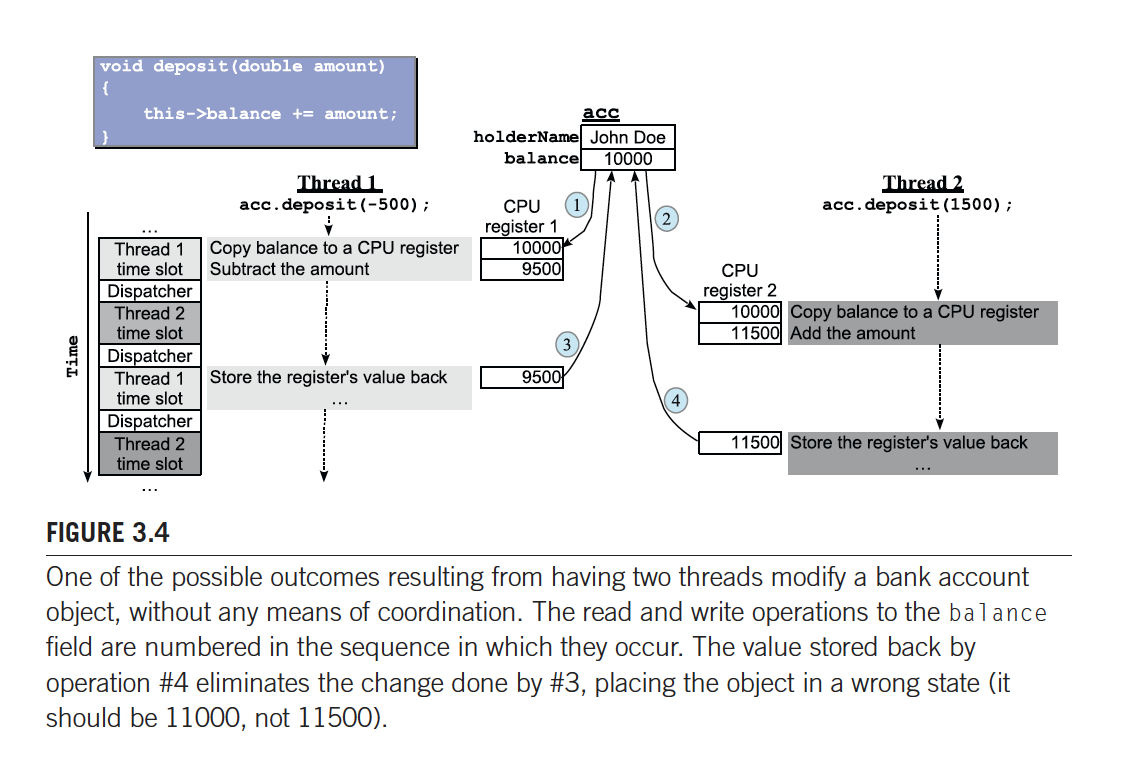 void deposit(double amount)
{
this->balance += amount;
}
acc
holderName John Doe
balance 10000
Thread 1
acc.deposit(-500);
Thread 2
acc.deposit(1500);
1
2
3
4
Time
...
Thread 1
time slot
Dispatcher
Thread 2
time slot
Dispatcher
Thread 1
time slot
Dispatcher
Thread 2
time slot
...
Copy balance to a CPU register
Subtract the amount
Store the register's value back
...
CPU
register 1
10000
9500
9500
CPU
register 2
10000
11500
11500
Copy balance to a CPU register
Add the amount
Store the register's value back
...
FIGURE 3.4
One of the possible outcomes resulting from having two threads modify a bank account
object, without any means of coordination. The read and write operations to the balance
field are numbered in the sequence in which they occur. The value stored back by
operation #4 eliminates the change done by #3, placing the object in a wrong state (it
should be 11000, not 11500).